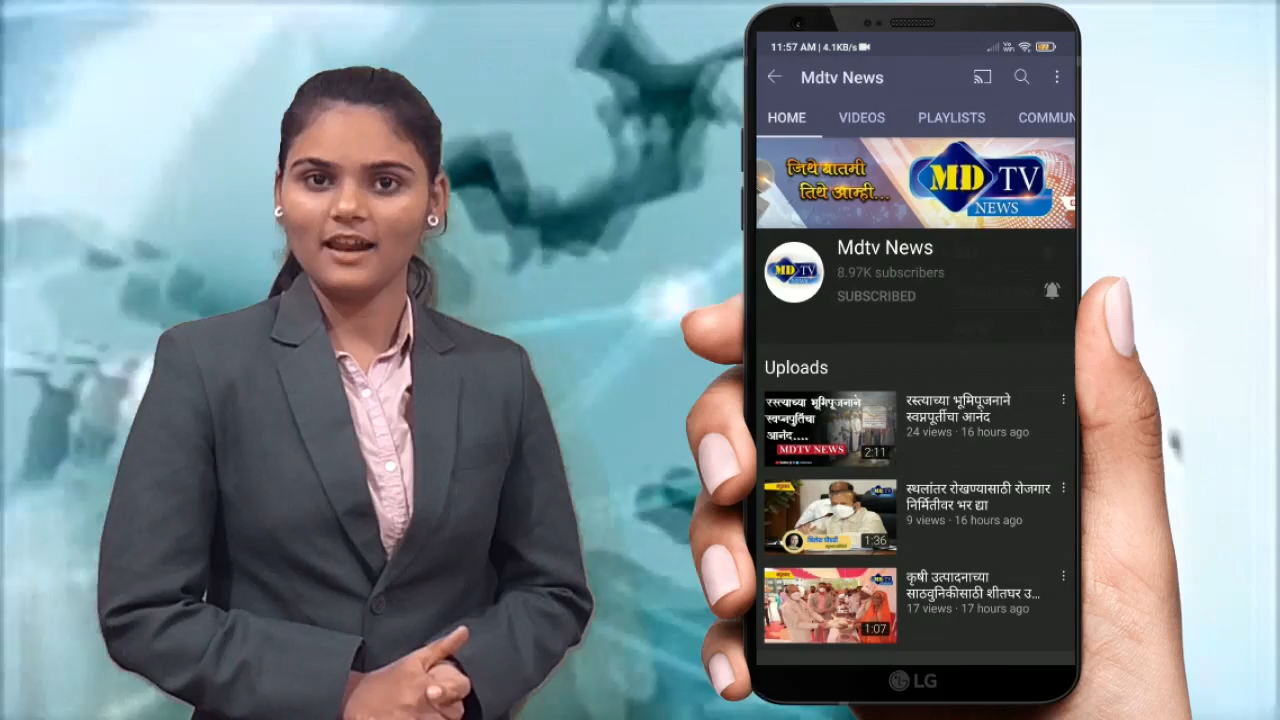 11:57 AM | 4.1KB/s
Mdtv News
HOME VIDEOS PLAYLISTS COMMUN
जिथे बातमी
तिथे आम्ही...
MD TV
NEWS
MD TV
Mdtv News
8.97K subscribers
SUBSCRIBED
Uploads
रस्त्याच्या भूमिपूजनाने
स्वप्नपुर्तिचा
आनंद....
MDTV NEWS
2:11
रस्त्याच्या भूमिपूजनाने
स्वप्नपूर्तीचा आनंद
24 views · 16 hours ago
1:36
स्थलांतर रोखण्यासाठी रोजगार
निर्मितीवर भर द्या
9 views · 16 hours ago
1:07
कृषी उत्पादनाच्या
साठवुनिकीसाठी शीतघर उ...
17 views · 17 hours ago
LG